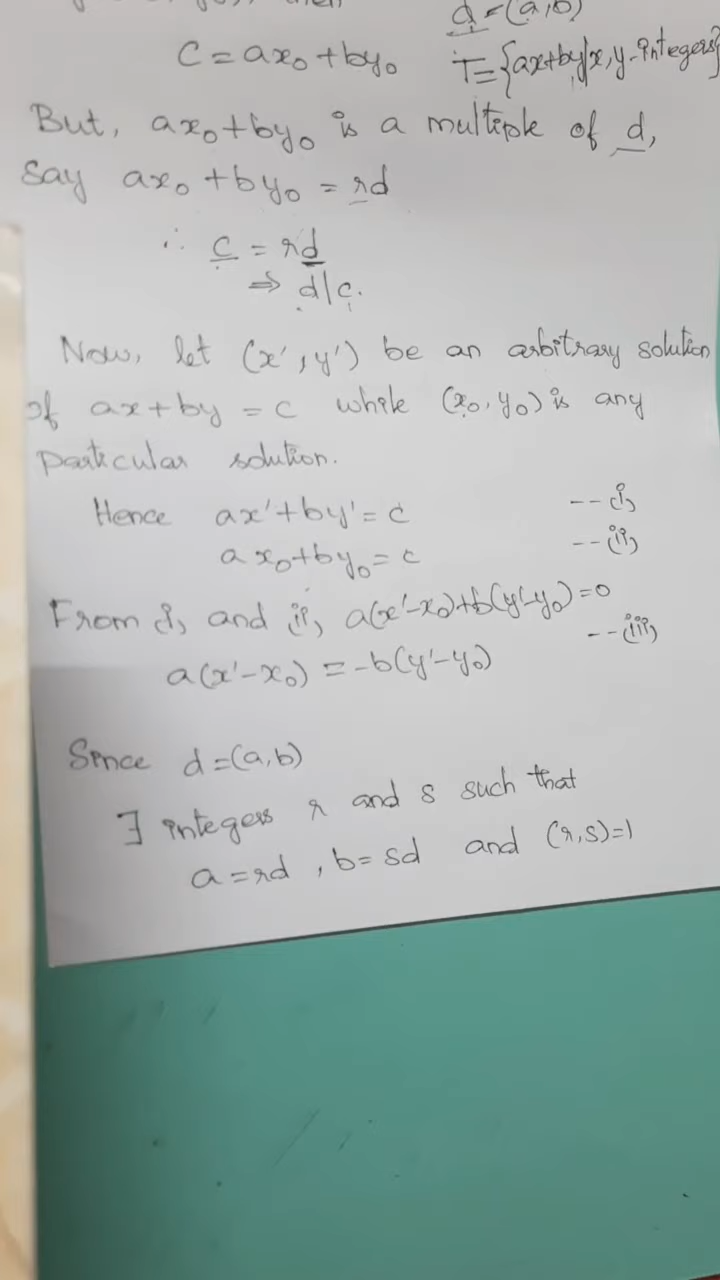 d = (a,b)
C = ax₀ + by₀ T = {ax+by|x, y-integers}
But, ax₀ + by₀ is a multiple of d,
say ax₀ + by₀ = rd
∴ c = rd
⇒ d|c.
Now, let (x', y') be an arbitrary solution
of ax + by = c while (x₀, y₀) is any
particular solution.
Hence ax' + by' = c --(i)
ax₀ + by₀ = c --(ii)
From (i) and (ii), a(x'-x₀)+b(y'-y₀)=0
--(iii)
a(x'-x₀) = -b(y'-y₀)
Since d = (a,b)
∃ integers r and s such that
a = rd , b = sd and (r,s)=1